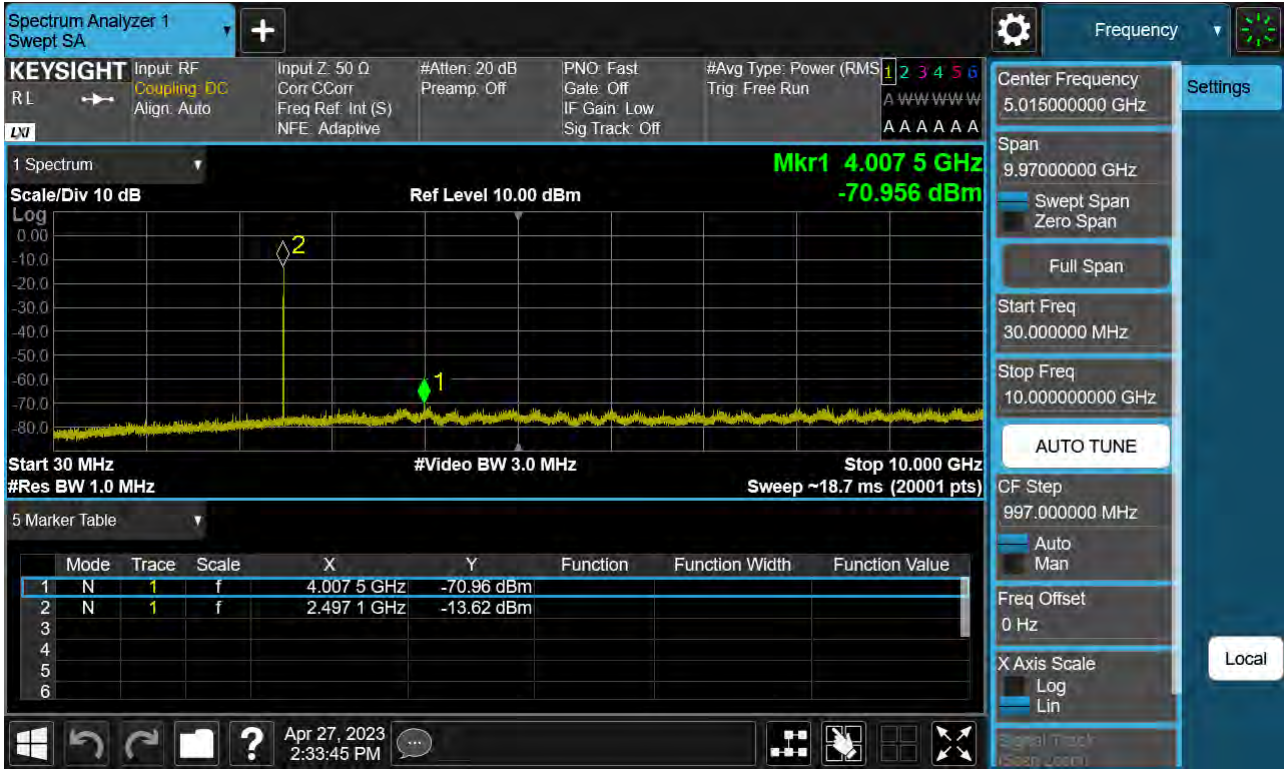 Spectrum Analyzer 1
Swept SA
Frequency
KEYSIGHT
RL
LXI
Input: RF
Coupling: DC
Align: Auto
Input Z: 50 Ω
Corr CCorr
Freq Ref: Int (S)
NFE: Adaptive
#Atten: 20 dB
Preamp: Off
PNO: Fast
Gate: Off
IF Gain: Low
Sig Track: Off
#Avg Type: Power (RMS
Trig: Free Run
1 2 3 4 5 6
A W W W W W
A A A A A A
1 Spectrum
Scale/Div 10 dB
Ref Level 10.00 dBm
Mkr1 4.007 5 GHz
-70.956 dBm
Log
0.00
-10.0
-20.0
-30.0
-40.0
-50.0
-60.0
-70.0
-80.0
2
1
Start 30 MHz
#Res BW 1.0 MHz
#Video BW 3.0 MHz
Stop 10.000 GHz
Sweep ~18.7 ms (20001 pts)
5 Marker Table
Mode Trace Scale X Y Function Function Width Function Value
1 N 1 f 4.007 5 GHz -70.96 dBm
2 N 1 f 2.497 1 GHz -13.62 dBm
3
4
5
6
Apr 27, 2023
2:33:45 PM
Center Frequency
5.015000000 GHz
Span
9.97000000 GHz
Swept Span
Zero Span
Full Span
Start Freq
30.000000 MHz
Stop Freq
10.000000000 GHz
AUTO TUNE
CF Step
997.000000 MHz
Auto
Man
Freq Offset
0 Hz
X Axis Scale
Log
Lin
Signal Track
(Span Zoom)
Settings
Local